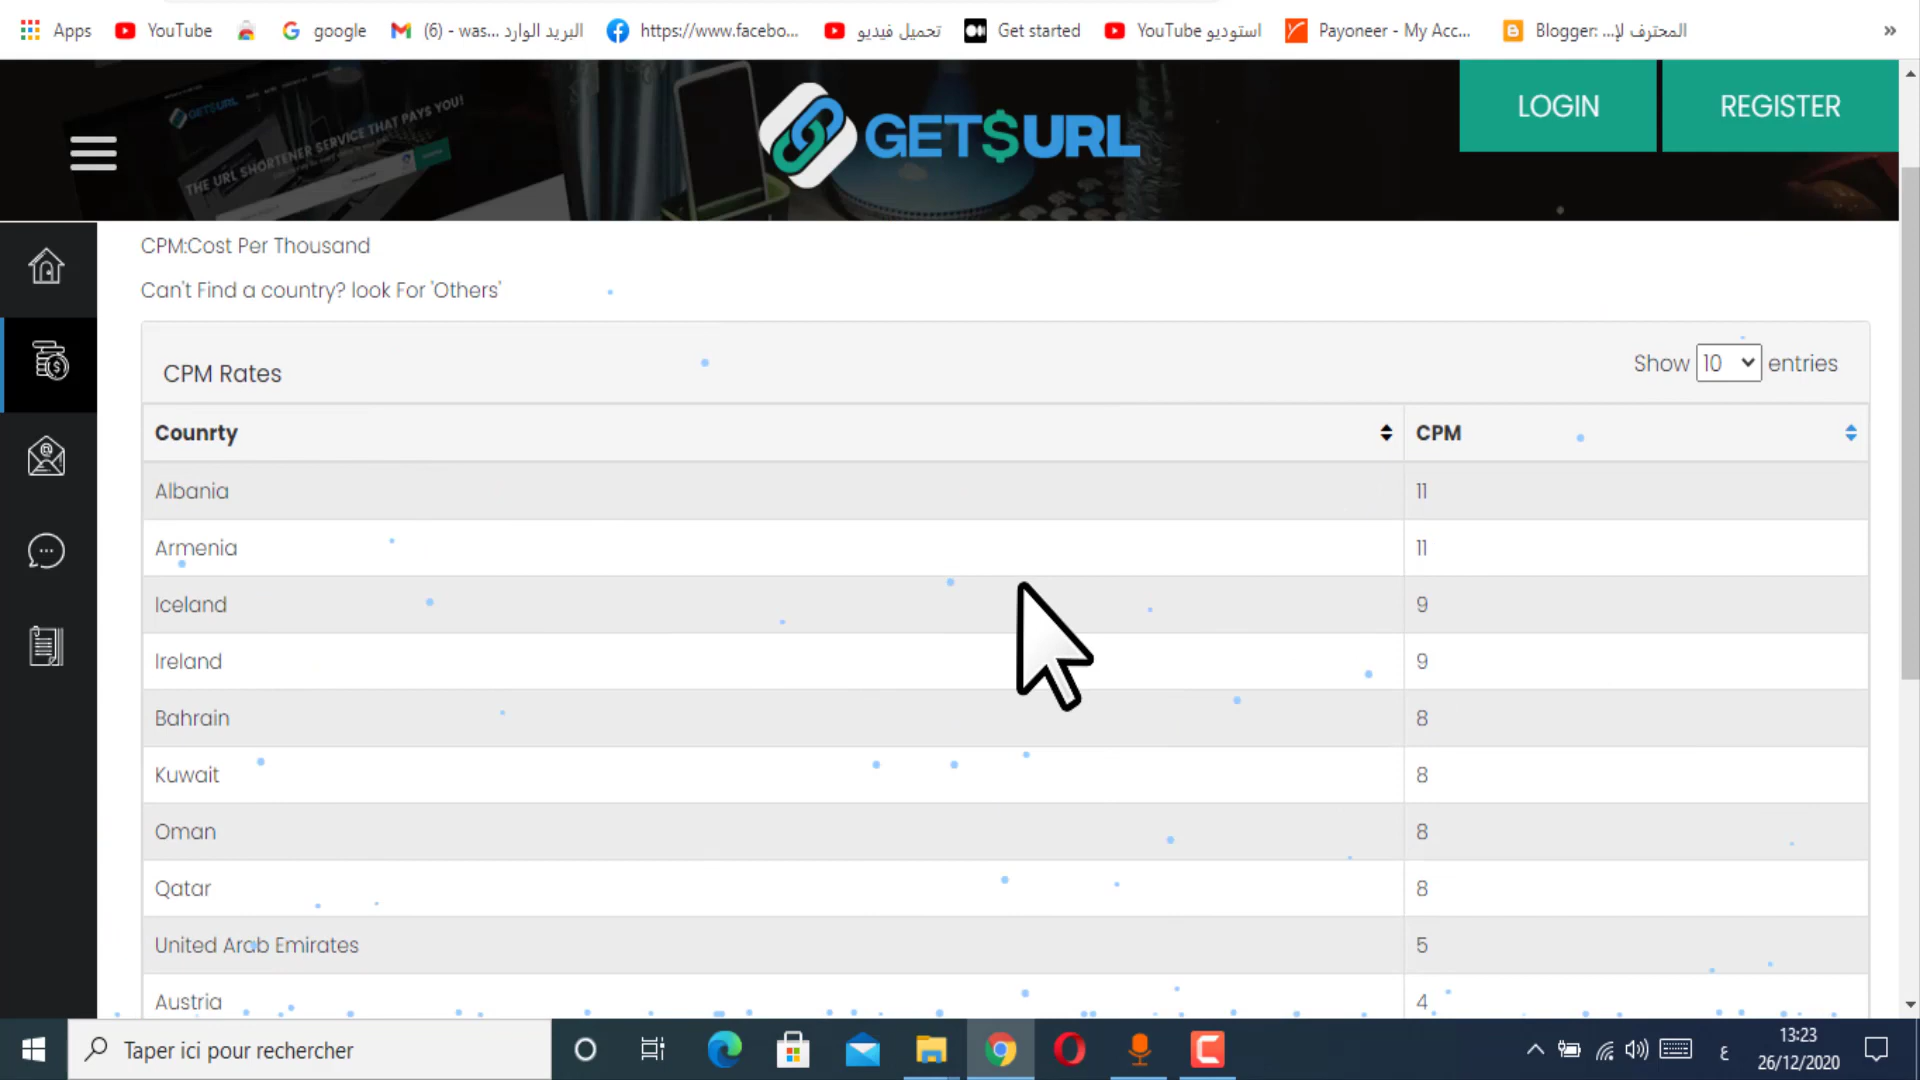 Apps YouTube google البريد الوارد (6) - was... https://www.facebo... تحميل فيديو Get started استوديو YouTube Payoneer - My Acc... Blogger: ...المحترف لإ »
GETSURL
YOU!
THE URL SHORTENER SERVICE THAT PAYS YOU!
GET$URL
LOGIN
REGISTER
CPM:Cost Per Thousand
Can't Find a country? look For 'Others'
CPM Rates
Show 10 entries
Counrty CPM
Albania 11
Armenia 11
Iceland 9
Ireland 9
Bahrain 8
Kuwait 8
Oman 8
Qatar 8
United Arab Emirates 5
Austria 4
Taper ici pour rechercher
ع
13:23
26/12/2020